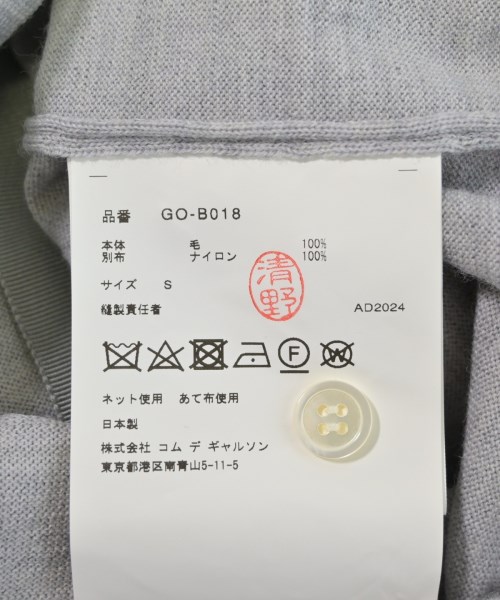 品番 GO-B018
本体 毛 100%
別布 ナイロン 100%
サイズ S
清野
縫製責任者 AD2024
F W
ネット使用 あて布使用
日本製
株式会社 コム デ ギャルソン
東京都港区南青山5-11-5